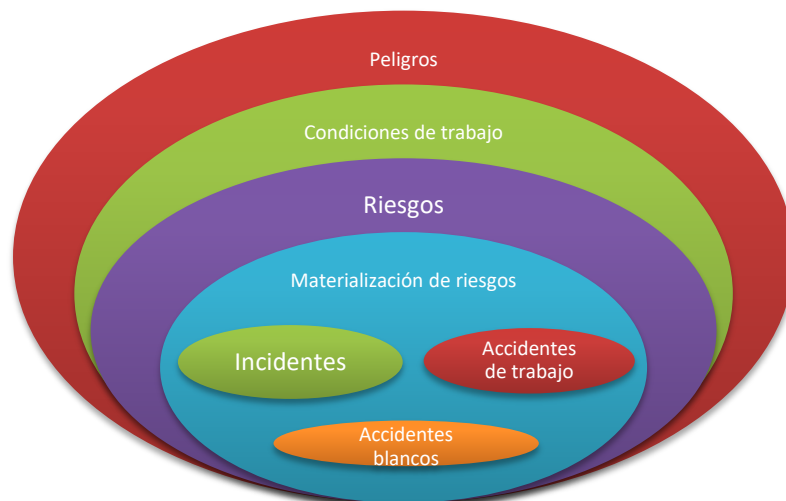 Peligros
Condiciones de trabajo
Riesgos
Materialización de riesgos
Incidentes
Accidentes
de trabajo
Accidentes
blancos